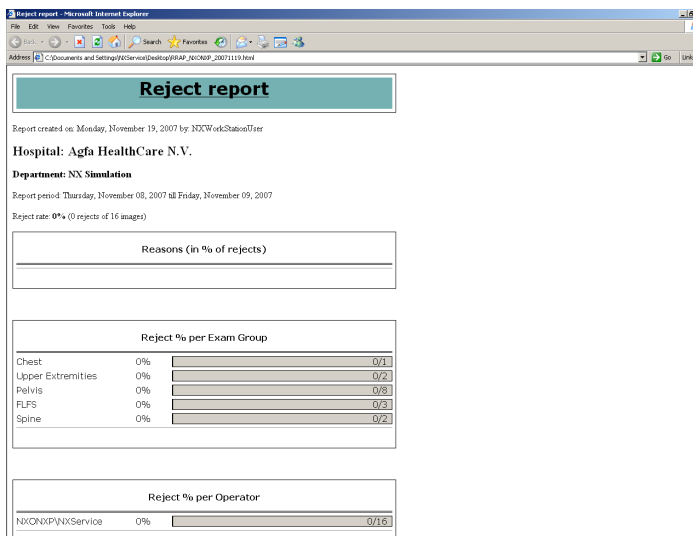 Reject report - Microsoft Internet Explorer
File Edit View Favorites Tools Help
Back Search Favorites
Address C:\Documents and Settings\NXService\Desktop\RRAP_NXONXP_20071119.html Go Link
Reject report
Report created on: Monday, November 19, 2007 by: NXWorkStationUser
Hospital: Agfa HealthCare N.V.
Department: NX Simulation
Report period: Thursday, November 08, 2007 till Friday, November 09, 2007
Reject rate: 0% (0 rejects of 16 images)
Reasons (in % of rejects)
Reject % per Exam Group
Chest 0% 0/1
Upper Extremities 0% 0/2
Pelvis 0% 0/8
FLFS 0% 0/3
Spine 0% 0/2
Reject % per Operator
NXONXP\NXService 0% 0/16